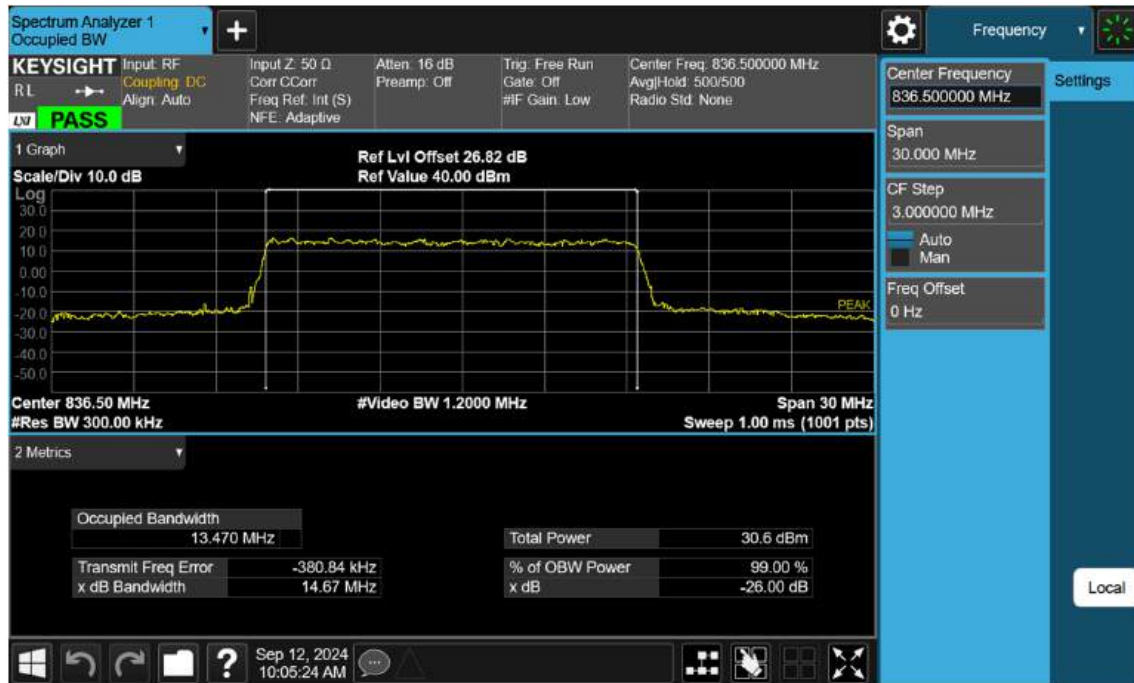 Spectrum Analyzer 1
Occupied BW
+
Frequency
KEYSIGHT
RL
LXI
PASS
Input: RF
Coupling: DC
Align: Auto
Input Z: 50 Ω
Corr CCorr
Freq Ref: Int (S)
NFE: Adaptive
Atten: 16 dB
Preamp: Off
Trig: Free Run
Gate: Off
#IF Gain: Low
Center Freq: 836.500000 MHz
Avg|Hold: 500/500
Radio Std: None
Center Frequency
836.500000 MHz
Settings
Span
30.000 MHz
CF Step
3.000000 MHz
Auto
Man
Freq Offset
0 Hz
Local
1 Graph
Scale/Div 10.0 dB
Ref Lvl Offset 26.82 dB
Ref Value 40.00 dBm
Log
30.0
20.0
10.0
0.00
-10.0
-20.0
-30.0
-40.0
-50.0
PEAK
Center 836.50 MHz
#Video BW 1.2000 MHz
Span 30 MHz
#Res BW 300.00 kHz
Sweep 1.00 ms (1001 pts)
2 Metrics
Occupied Bandwidth
13.470 MHz
Total Power 30.6 dBm
Transmit Freq Error -380.84 kHz
% of OBW Power 99.00 %
x dB Bandwidth 14.67 MHz
x dB -26.00 dB
?
Sep 12, 2024
10:05:24 AM